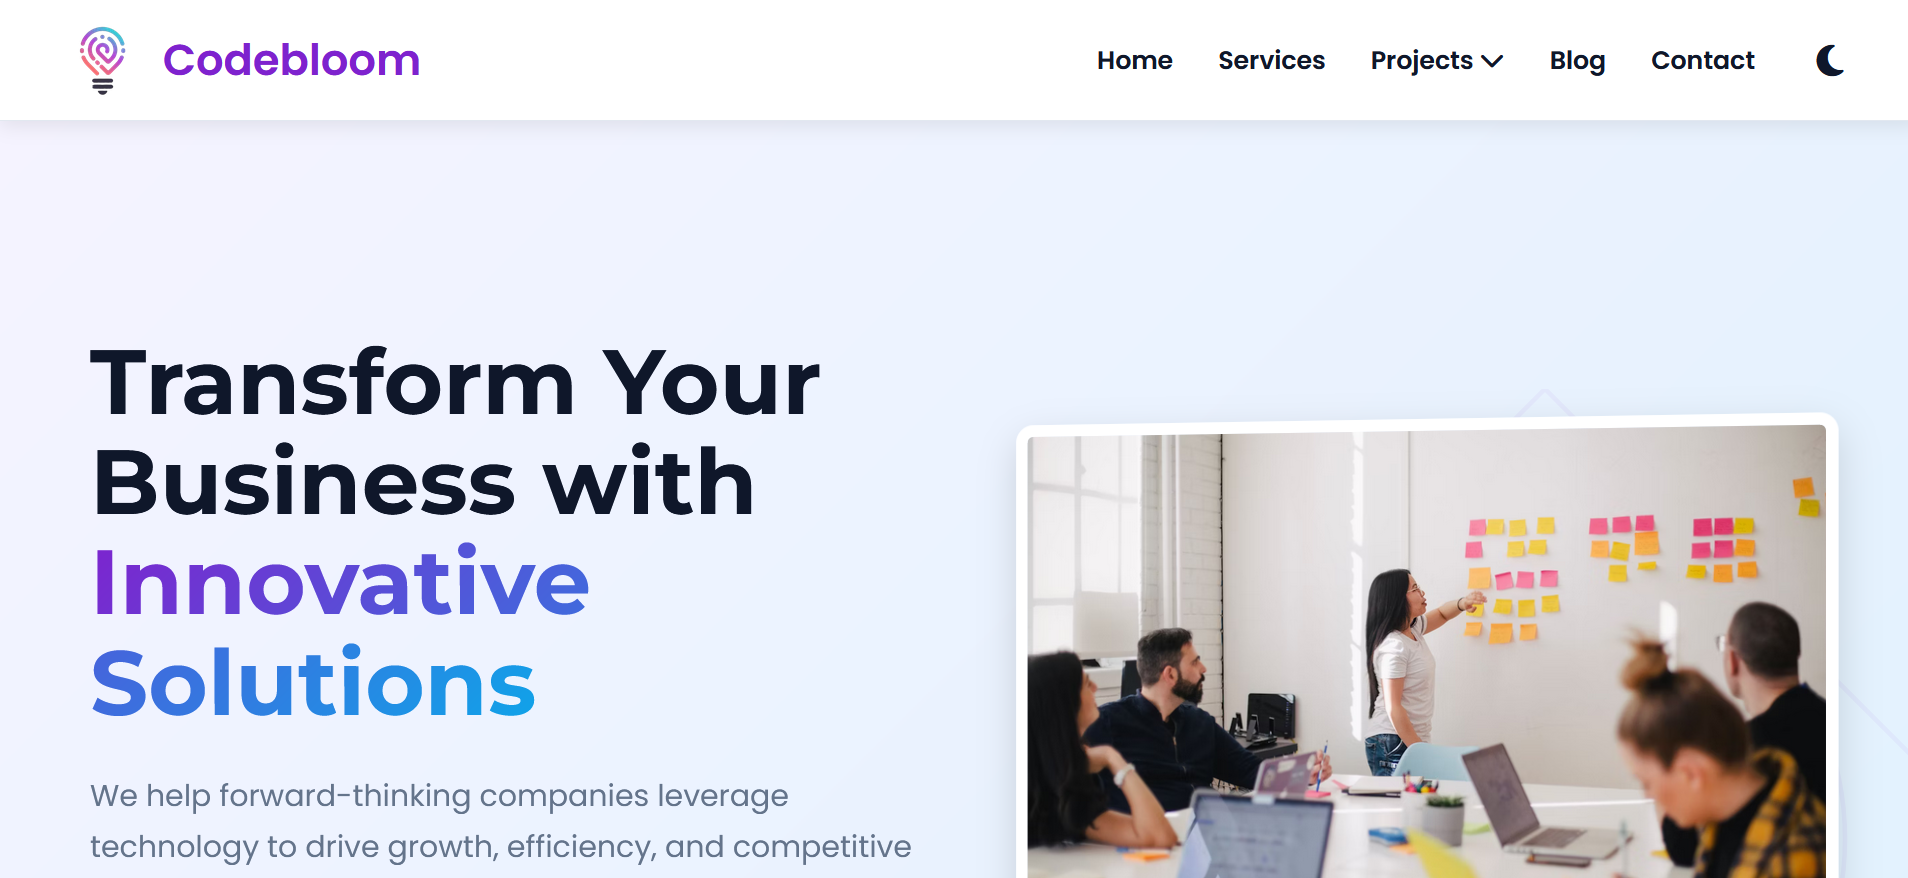 Codebloom
Home Services Projects Blog Contact
Transform Your
Business with
Innovative
Solutions
We help forward-thinking companies leverage
technology to drive growth, efficiency, and competitive